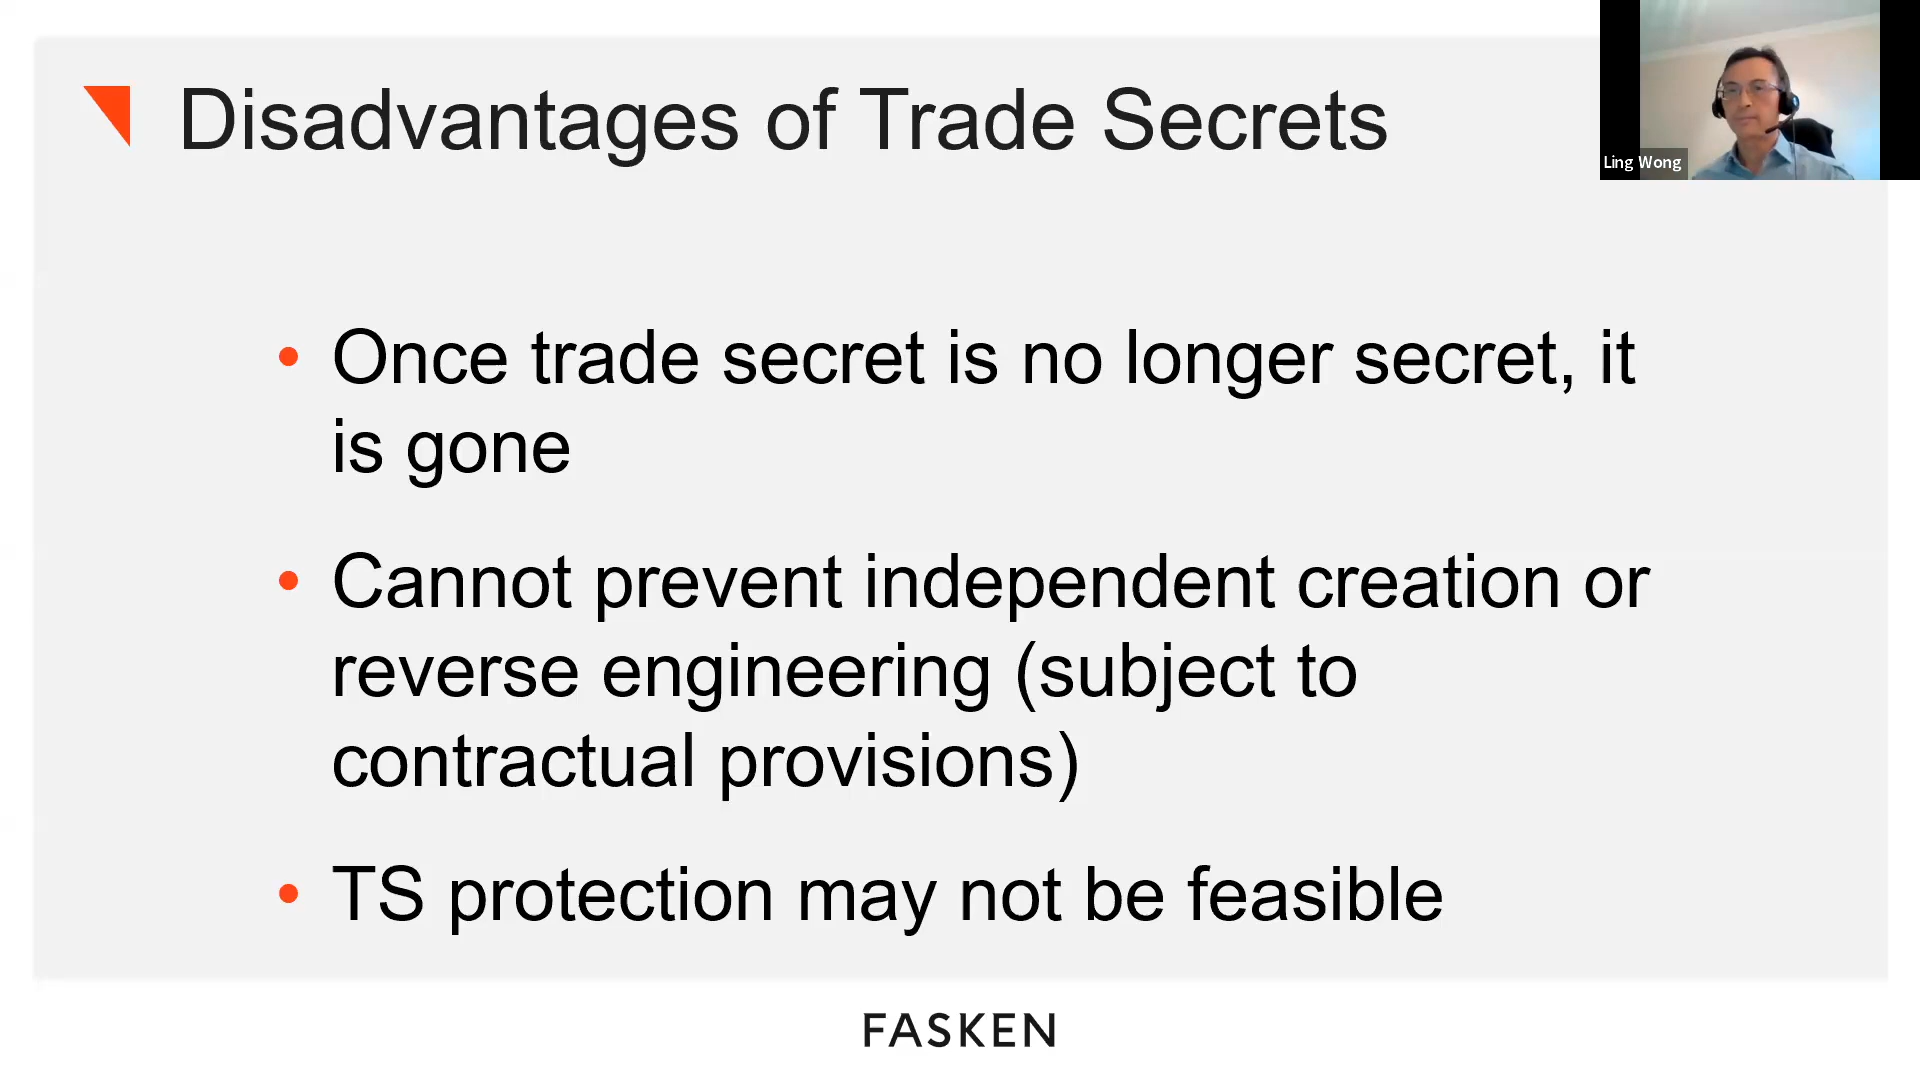 Disadvantages of Trade Secrets
Ling Wong
• Once trade secret is no longer secret, it
is gone
• Cannot prevent independent creation or
reverse engineering (subject to
contractual provisions)
• TS protection may not be feasible
FASKEN